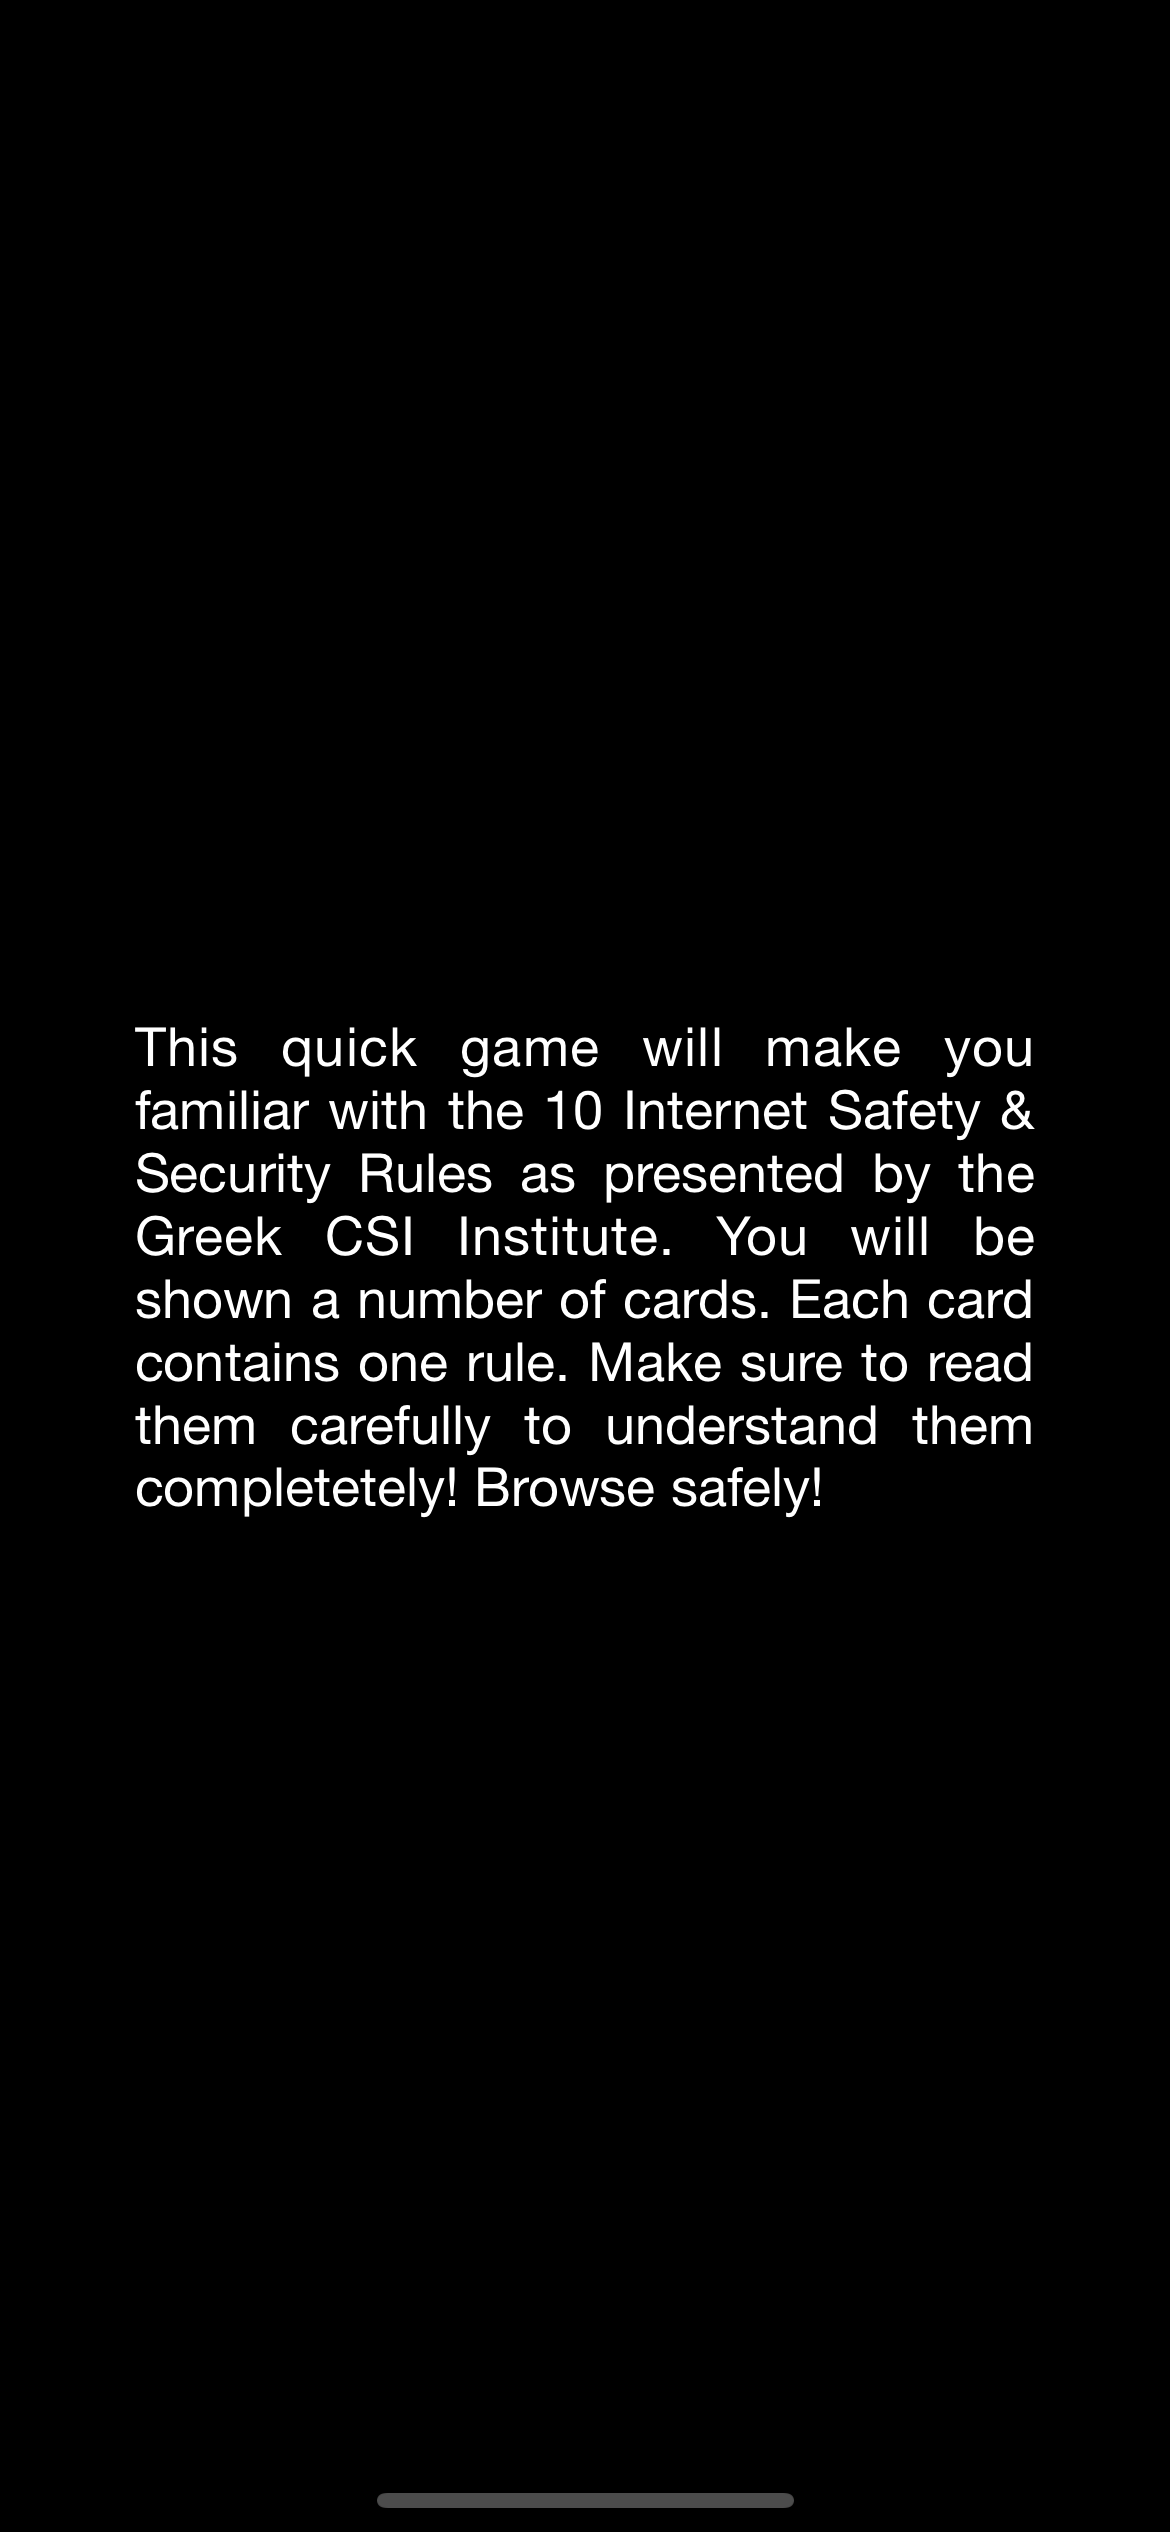 This quick game will make you
familiar with the 10 Internet Safety &
Security Rules as presented by the
Greek CSI Institute. You will be
shown a number of cards. Each card
contains one rule. Make sure to read
them carefully to understand them
completetely! Browse safely!